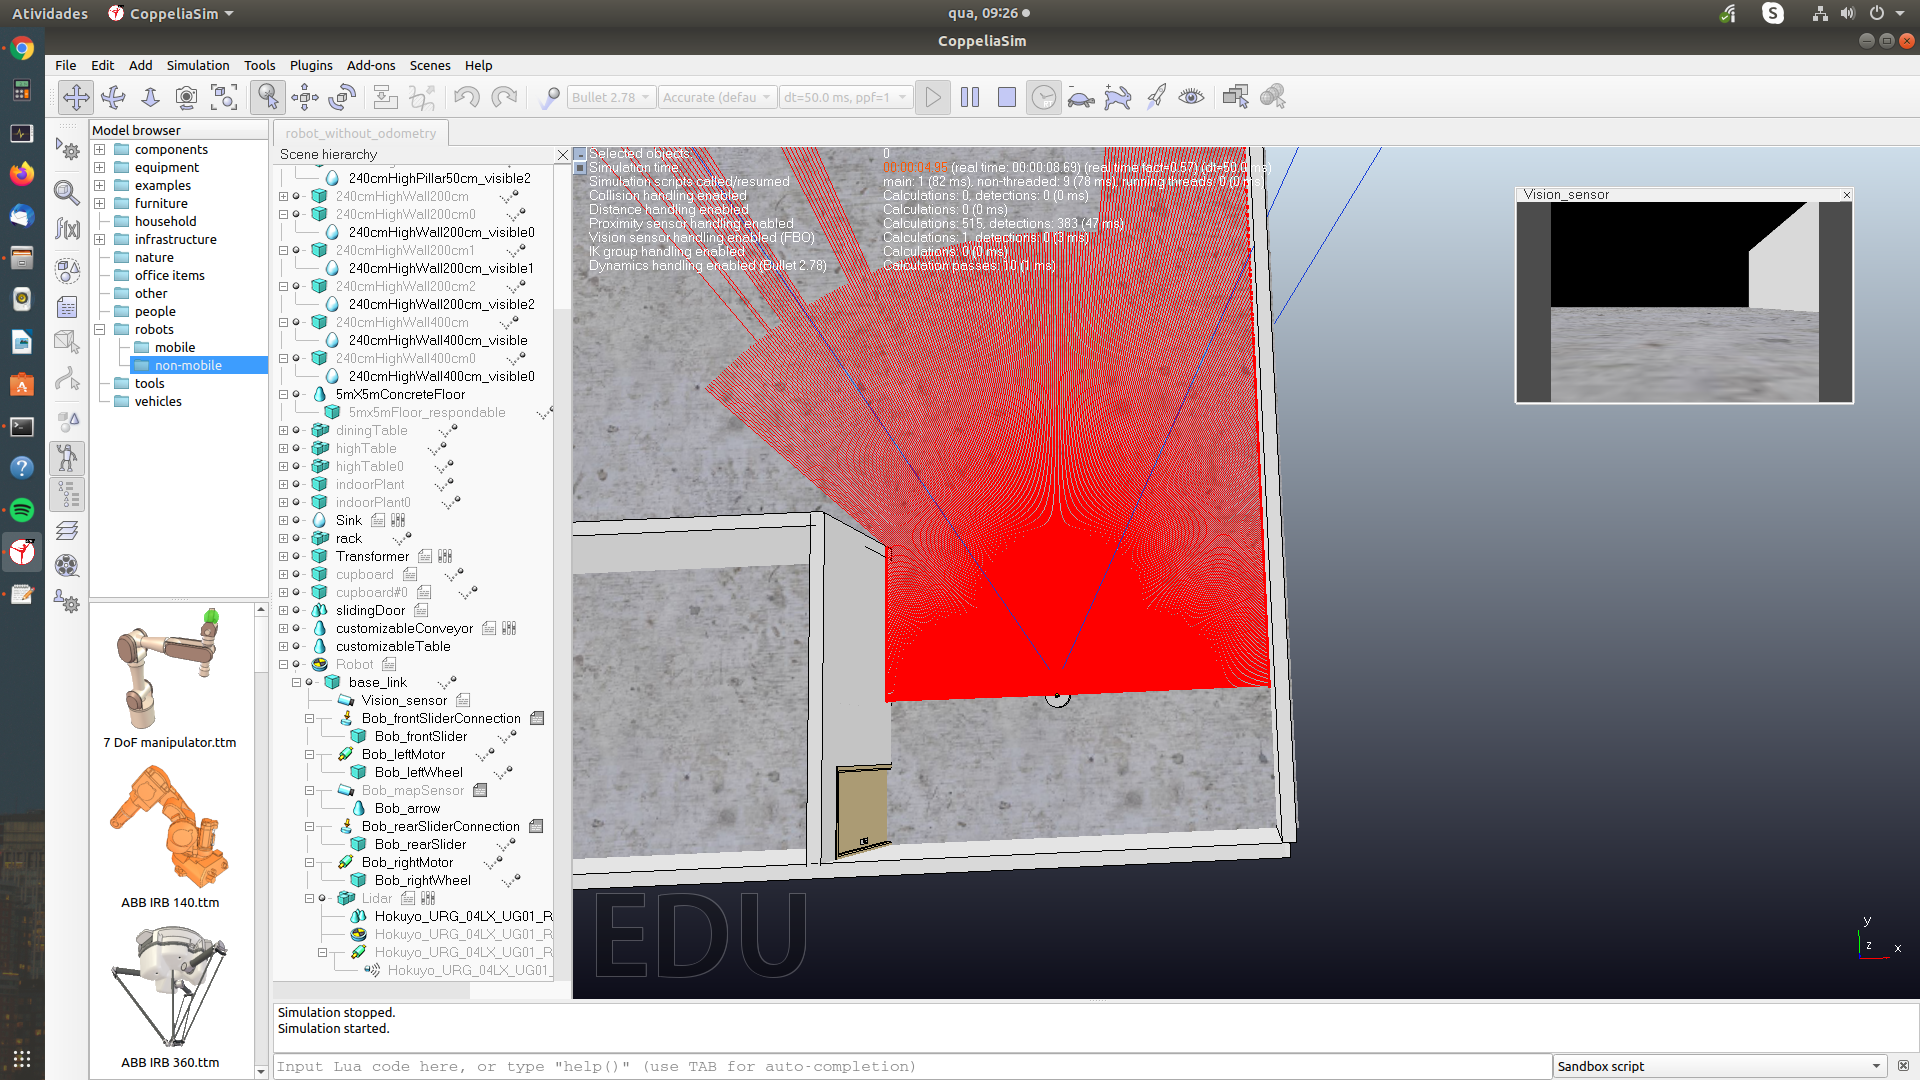 Atividades
CoppeliaSim
qua, 09:26
CoppeliaSim
File Edit Add Simulation Tools Plugins Add-ons Scenes Help
Bullet 2.78
Accurate (defau
dt=50.0 ms, ppf=1
Model browser
components
equipment
examples
furniture
household
infrastructure
nature
office items
other
people
robots
mobile
non-mobile
tools
vehicles
7 DoF manipulator.ttm
ABB IRB 140.ttm
ABB IRB 360.ttm
robot_without_odometry
Scene hierarchy
240cmHighPillar50cm_visible2
240cmHighWall200cm
240cmHighWall200cm0
240cmHighWall200cm_visible0
240cmHighWall200cm1
240cmHighWall200cm_visible1
240cmHighWall200cm2
240cmHighWall200cm_visible2
240cmHighWall400cm
240cmHighWall400cm_visible
240cmHighWall400cm0
240cmHighWall400cm_visible0
5mX5mConcreteFloor
5mx5mFloor_respondable
diningTable
highTable
highTable0
indoorPlant
indoorPlant0
Sink
rack
Transformer
cupboard
cupboard#0
slidingDoor
customizableConveyor
customizableTable
Robot
base_link
Vision_sensor
Bob_frontSliderConnection
Bob_frontSlider
Bob_leftMotor
Bob_leftWheel
Bob_mapSensor
Bob_arrow
Bob_rearSliderConnection
Bob_rearSlider
Bob_rightMotor
Bob_rightWheel
Lidar
Hokuyo_URG_04LX_UG01_R
Hokuyo_URG_04LX_UG01_R
Hokuyo_URG_04LX_UG01_R
Hokuyo_URG_04LX_UG01_
Selected objects: 0
Simulation time 00:00:04.95 (real time: 00:00:08.69) (real time fact=0.57) (dt=50.0 ms)
Simulation scripts called/resumed main: 1 (82 ms), non-threaded: 9 (78 ms), running threads: 0 (0 ms)
Collision handling enabled Calculations: 0, detections: 0 (0 ms)
Distance handling enabled Calculations: 0 (0 ms)
Proximity sensor handling enabled Calculations: 515, detections: 383 (47 ms)
Vision sensor handling enabled (FBO) Calculations: 1, detections: 0 (3 ms)
IK group handling enabled Calculations: 0 (0 ms)
Dynamics handling enabled (Bullet 2.78) Calculation passes: 10 (1 ms)
Vision_sensor
EDU
y
z
x
Simulation stopped.
Simulation started.
Input Lua code here, or type "help()" (use TAB for auto-completion)
Sandbox script